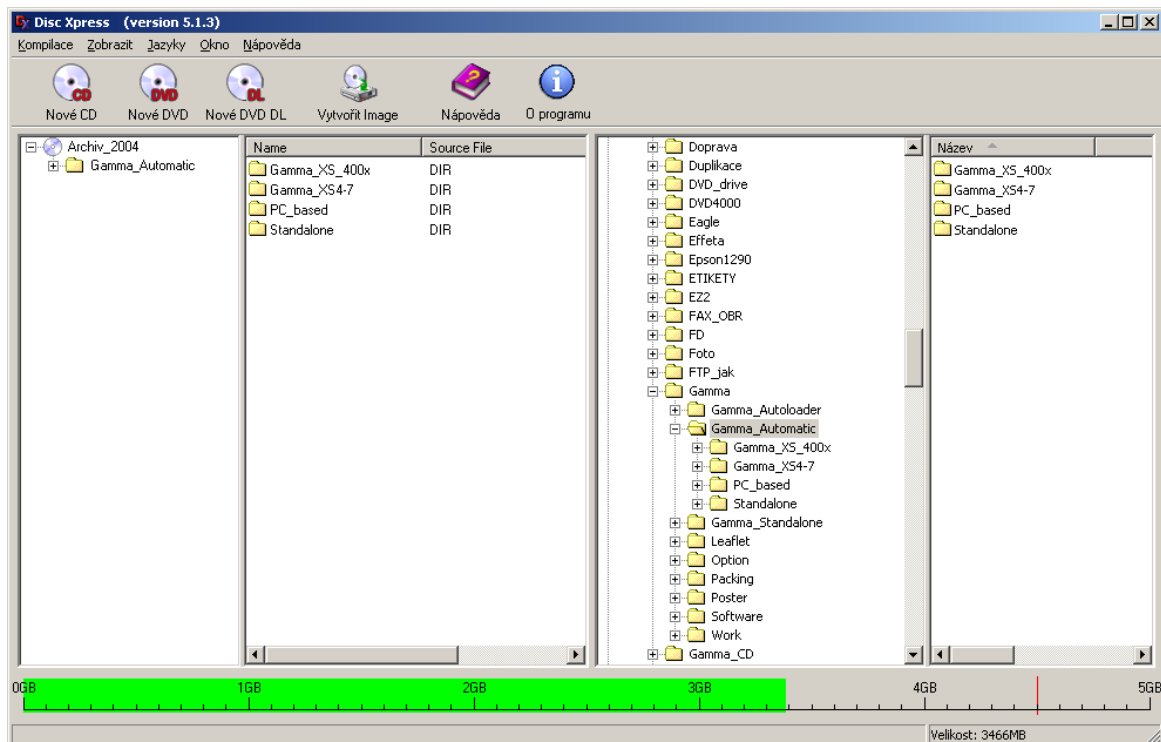 Disc Xpress (version 5.1.3)
Kompilace Zobrazit Jazyky Okno Nápověda
Nové CD Nové DVD Nové DVD DL Vytvořit Image Nápověda O programu
Archiv_2004
Gamma_Automatic
Name Source File
Gamma_XS_400x DIR
Gamma_XS4-7 DIR
PC_based DIR
Standalone DIR
Doprava
Duplikace
DVD_drive
DVD4000
Eagle
Effeta
Epson1290
ETIKETY
EZ2
FAX_OBR
FD
Foto
FTP_jak
Gamma
Gamma_Autoloader
Gamma_Automatic
Gamma_XS_400x
Gamma_XS4-7
PC_based
Standalone
Gamma_Standalone
Leaflet
Option
Packing
Poster
Software
Work
Gamma_CD
Název
Gamma_XS_400x
Gamma_XS4-7
PC_based
Standalone
0GB 1GB 2GB 3GB 4GB 5GB
Velikost: 3466MB